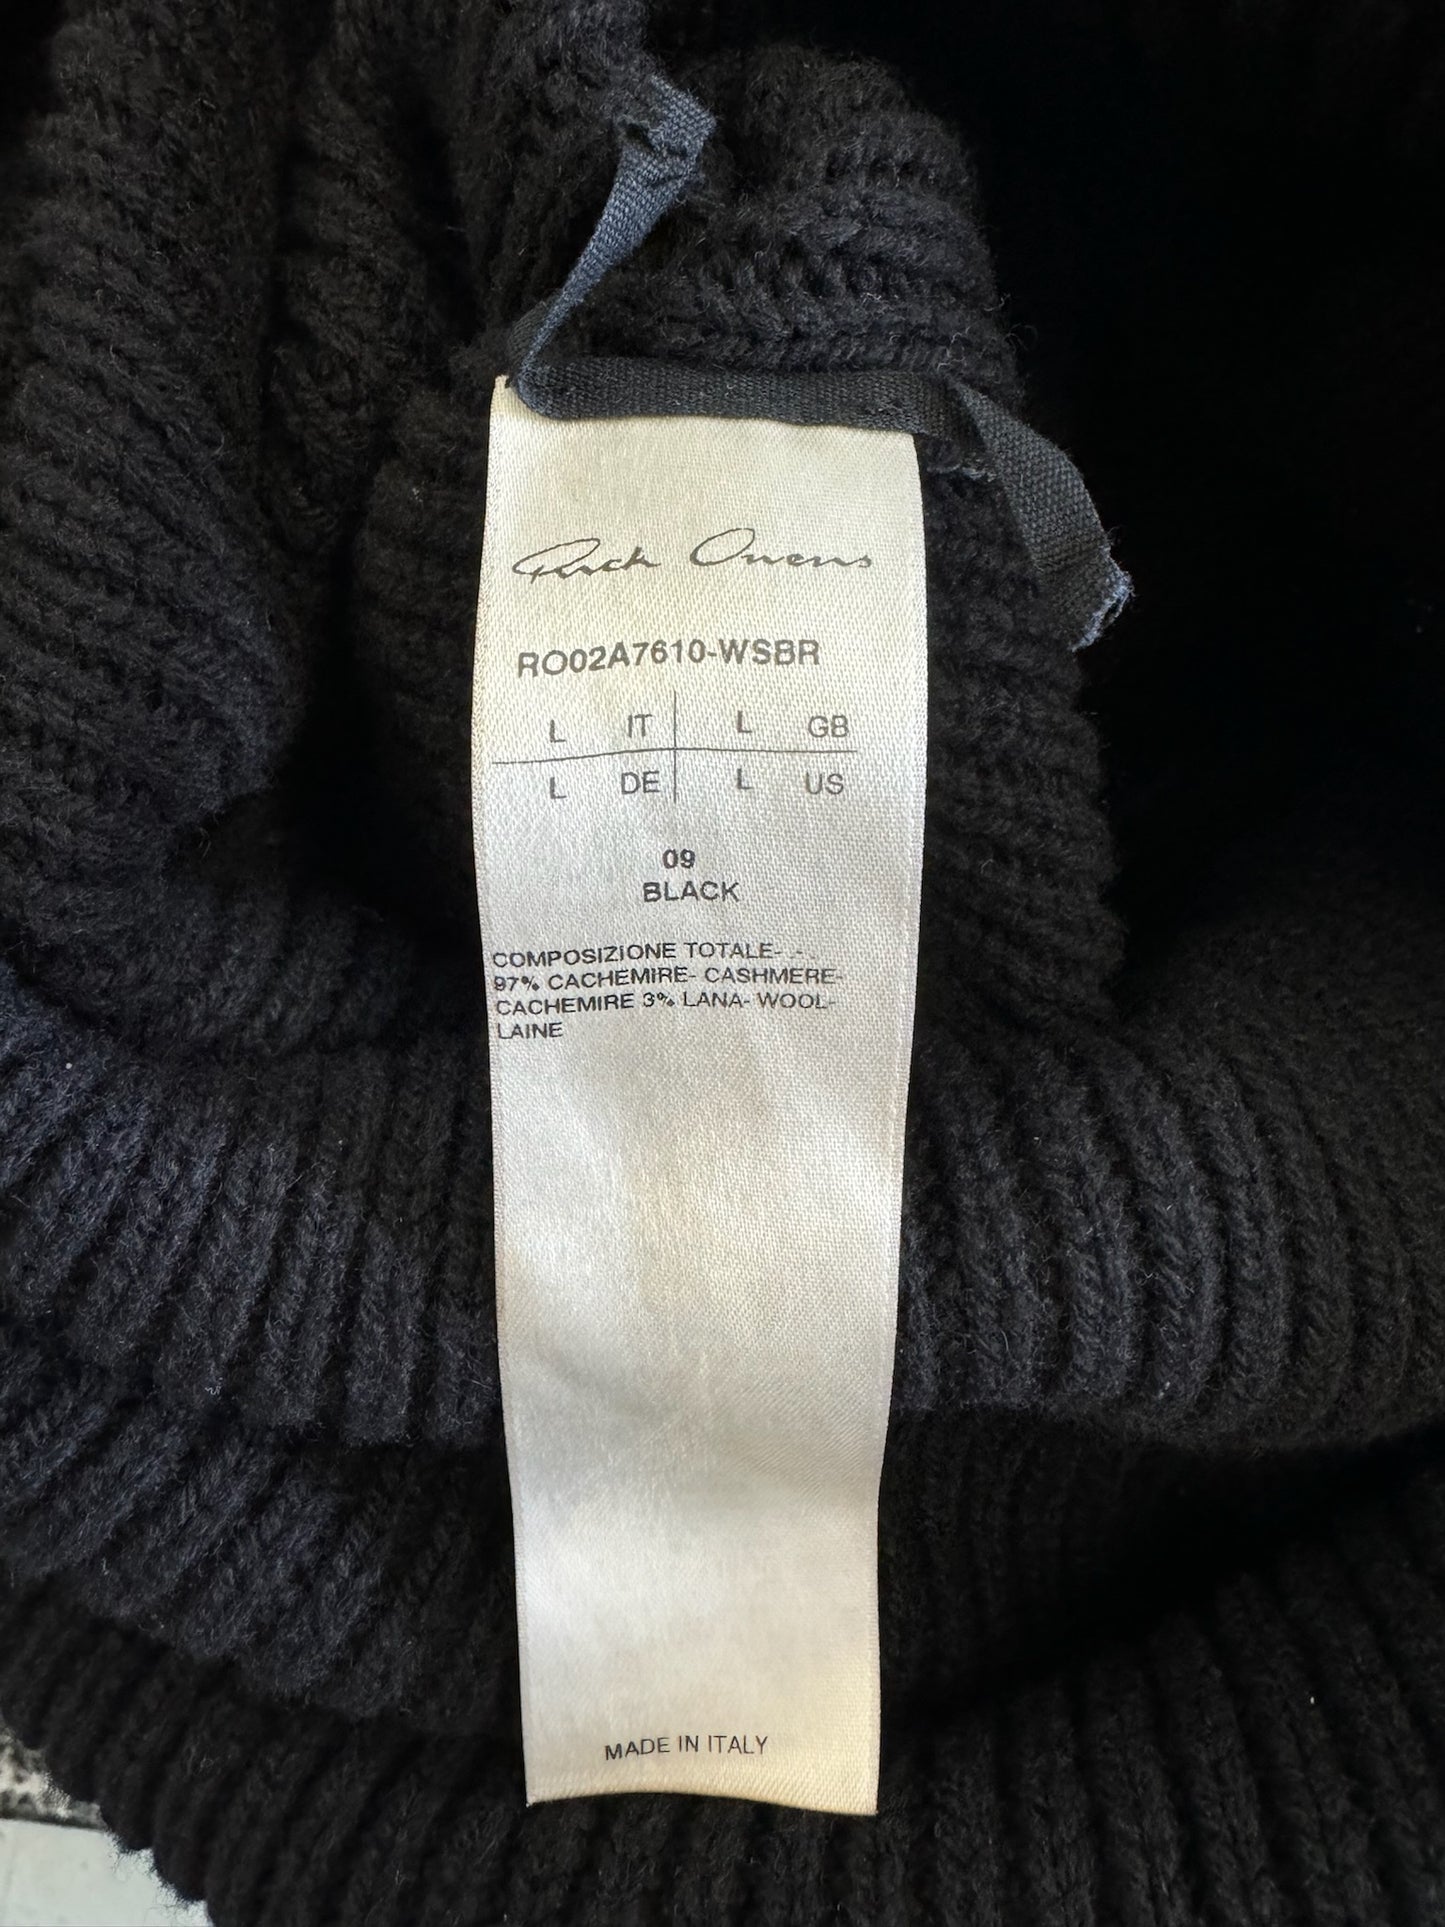 Rick Owens
RO02A7610-WSBR
L IT L GB
L DE L US
09
BLACK
COMPOSIZIONE TOTALE- -
97% CACHEMIRE- CASHMERE-
CACHEMIRE 3% LANA- WOOL-
LAINE
MADE IN ITALY